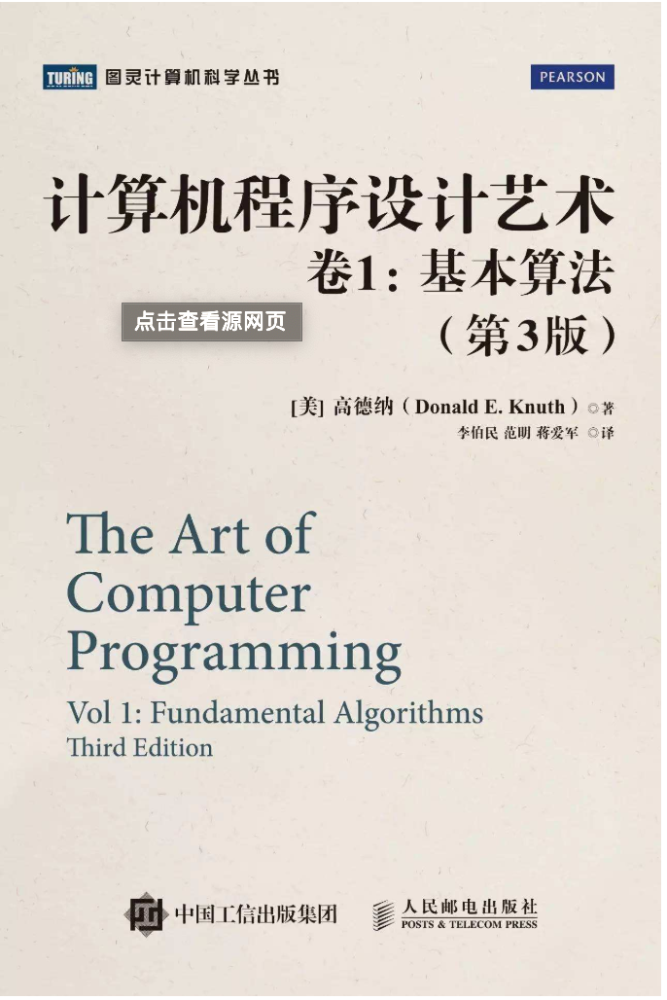 TURING 图灵计算机科学丛书
PEARSON
计算机程序设计艺术
卷1：基本算法
点击查看源网页
（第3版）
[美] 高德纳（Donald E. Knuth）◎著
李伯民 范明 蒋爱军 ◎译
The Art of
Computer
Programming
Vol 1: Fundamental Algorithms
Third Edition
中国工信出版集团
人民邮电出版社
POSTS & TELECOM PRESS